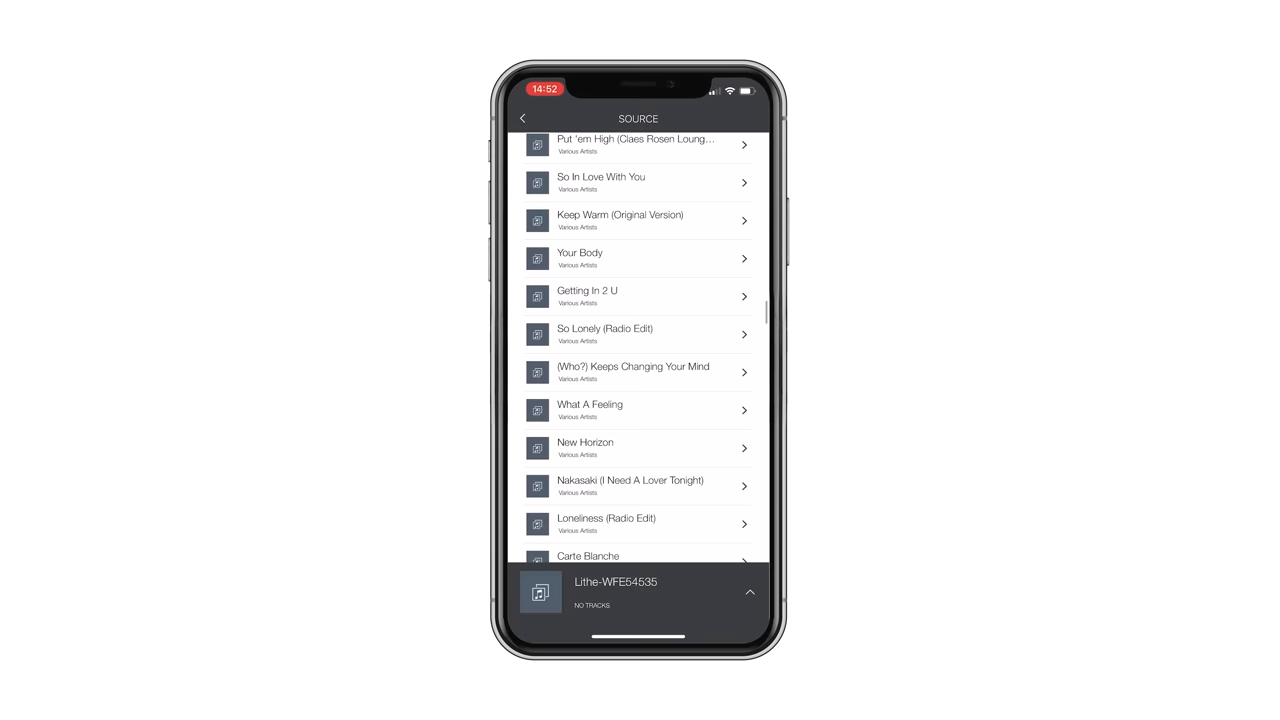 14:52
SOURCE
Put 'em High (Claes Rosen Loung...
Various Artists
So In Love With You
Various Artists
Keep Warm (Original Version)
Various Artists
Your Body
Various Artists
Getting In 2 U
Various Artists
So Lonely (Radio Edit)
Various Artists
(Who?) Keeps Changing Your Mind
Various Artists
What A Feeling
Various Artists
New Horizon
Various Artists
Nakasaki (I Need A Lover Tonight)
Various Artists
Loneliness (Radio Edit)
Various Artists
Carte Blanche
Lithe-WFE54535
NO TRACKS